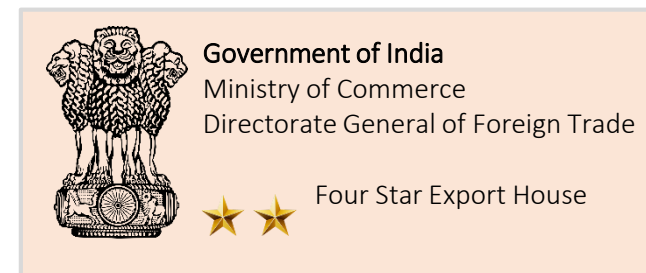 Government of India
Ministry of Commerce
Directorate General of Foreign Trade
Four Star Export House